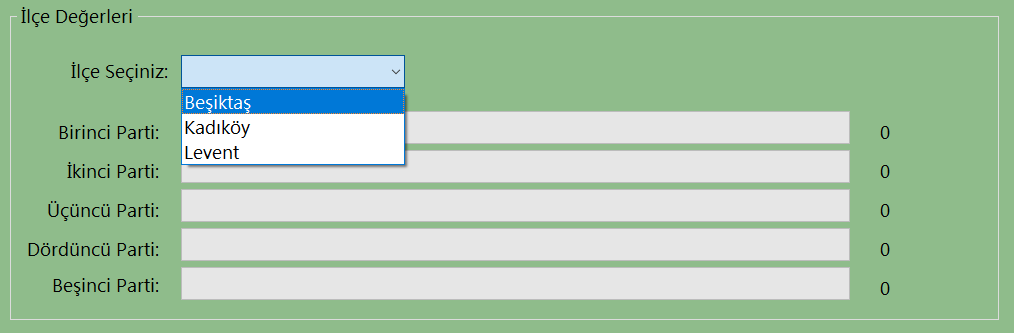 İlçe Değerleri
İlçe Seçiniz:
Beşiktaş
Kadıköy
Levent
Birinci Parti: 0
İkinci Parti: 0
Üçüncü Parti: 0
Dördüncü Parti: 0
Beşinci Parti: 0